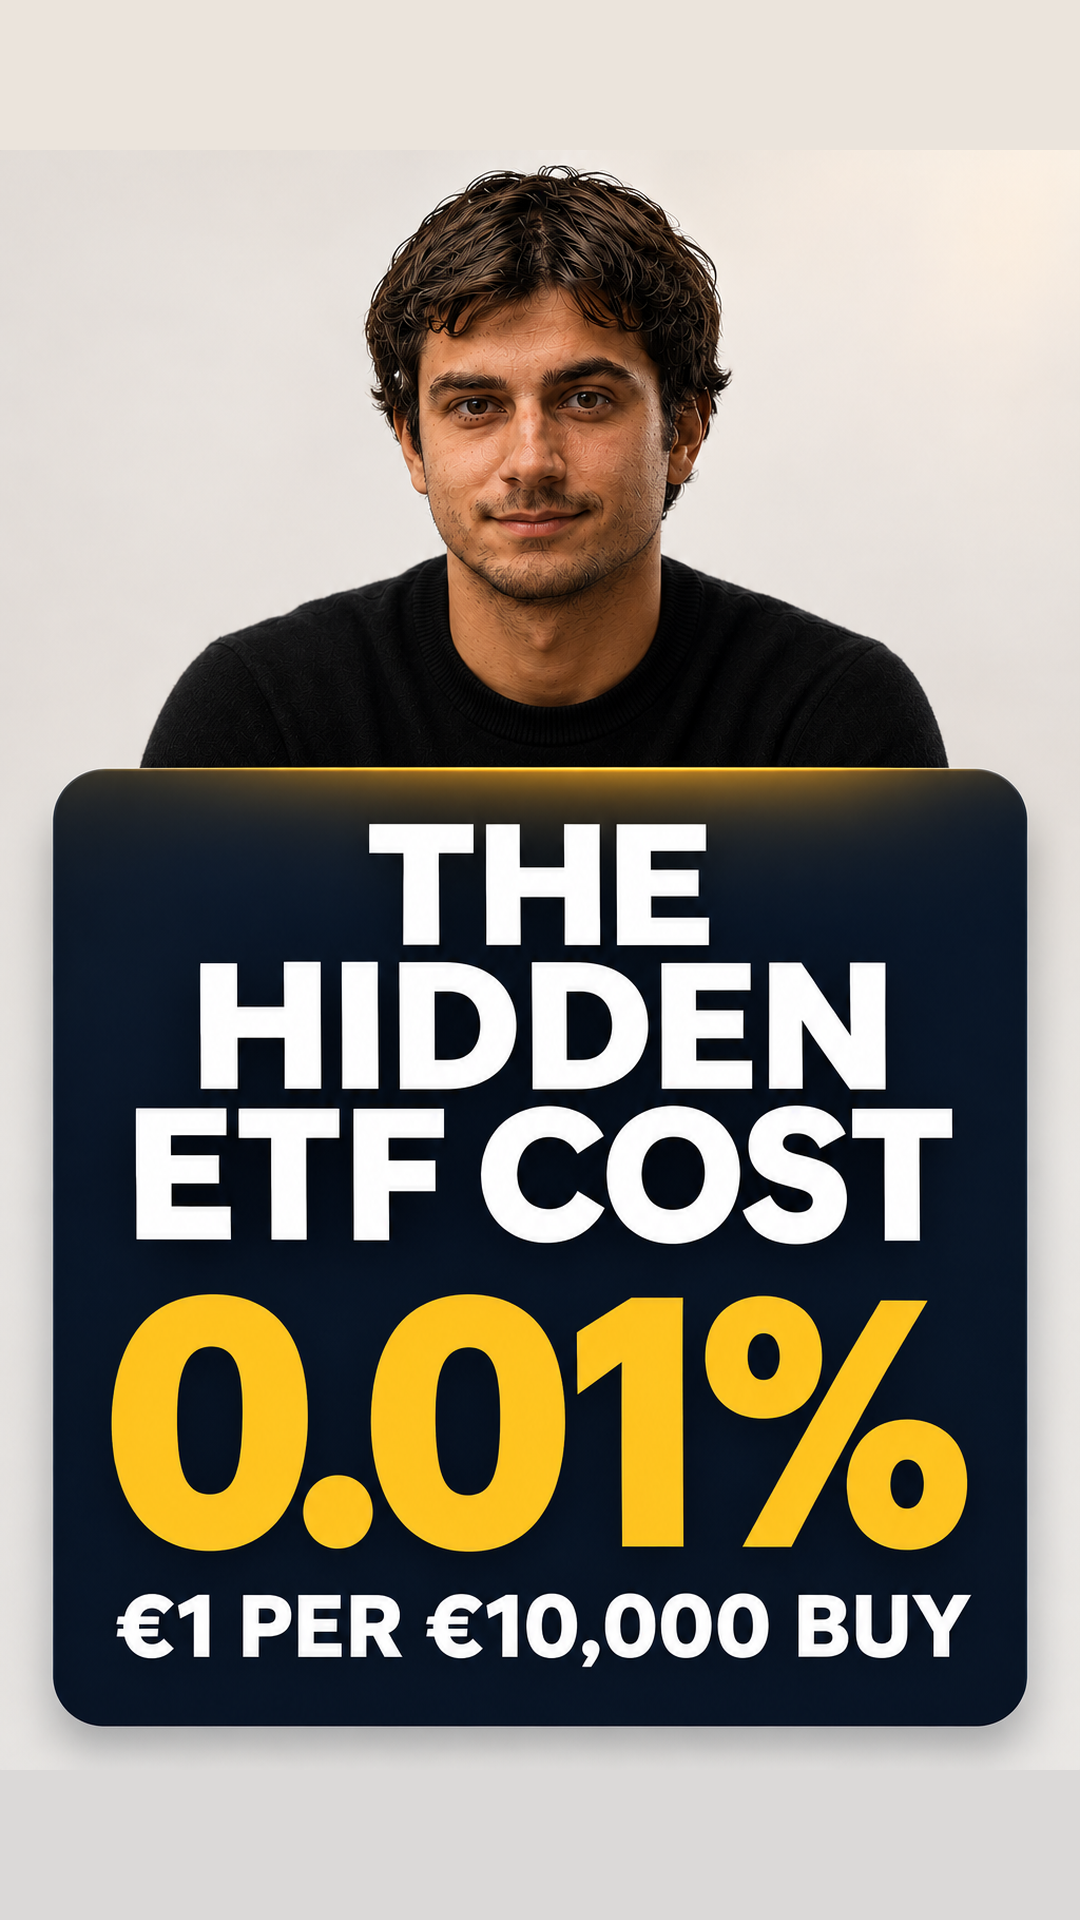 THE
HIDDEN
ETF COST
0.01%
€1 PER €10,000 BUY